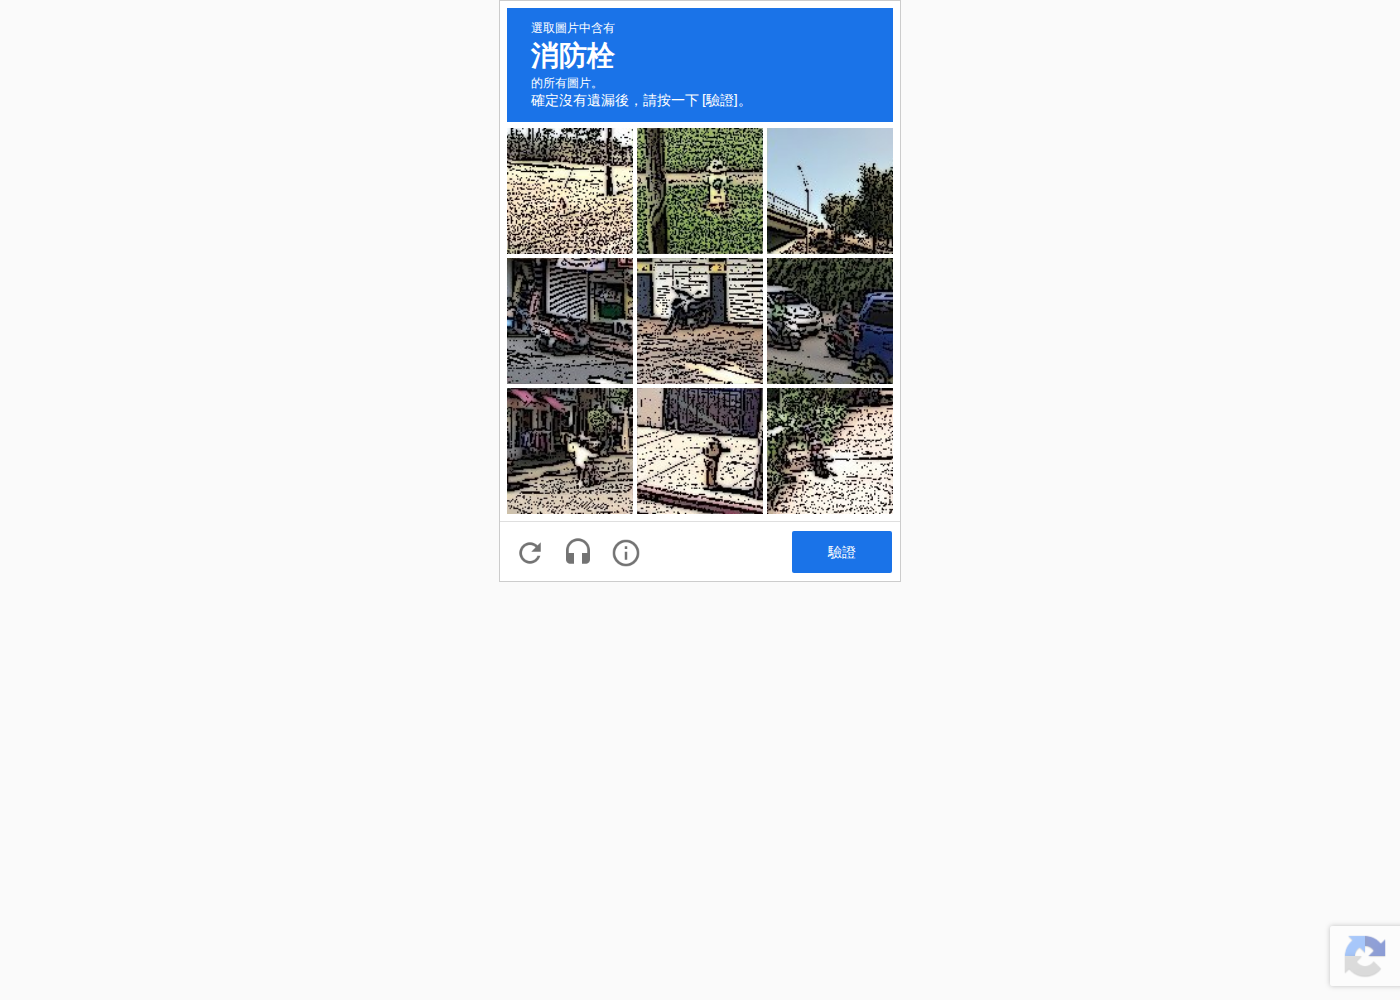 選取圖片中含有
消防栓
的所有圖片。
確定沒有遺漏後，請按一下 [驗證]。
驗證